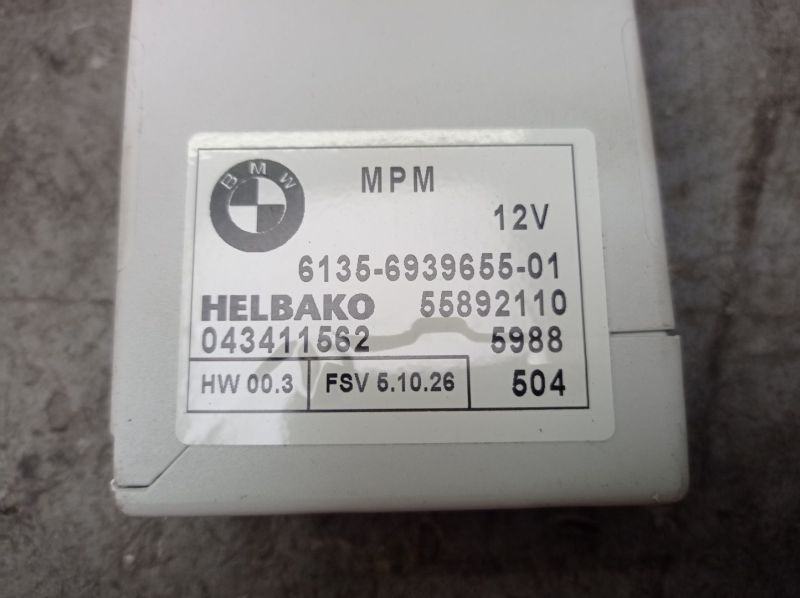 BMW
MPM
12V
6135-6939655-01
HELBAKO 55892110
043411562 5988
HW 00.3 FSV 5.10.26 504